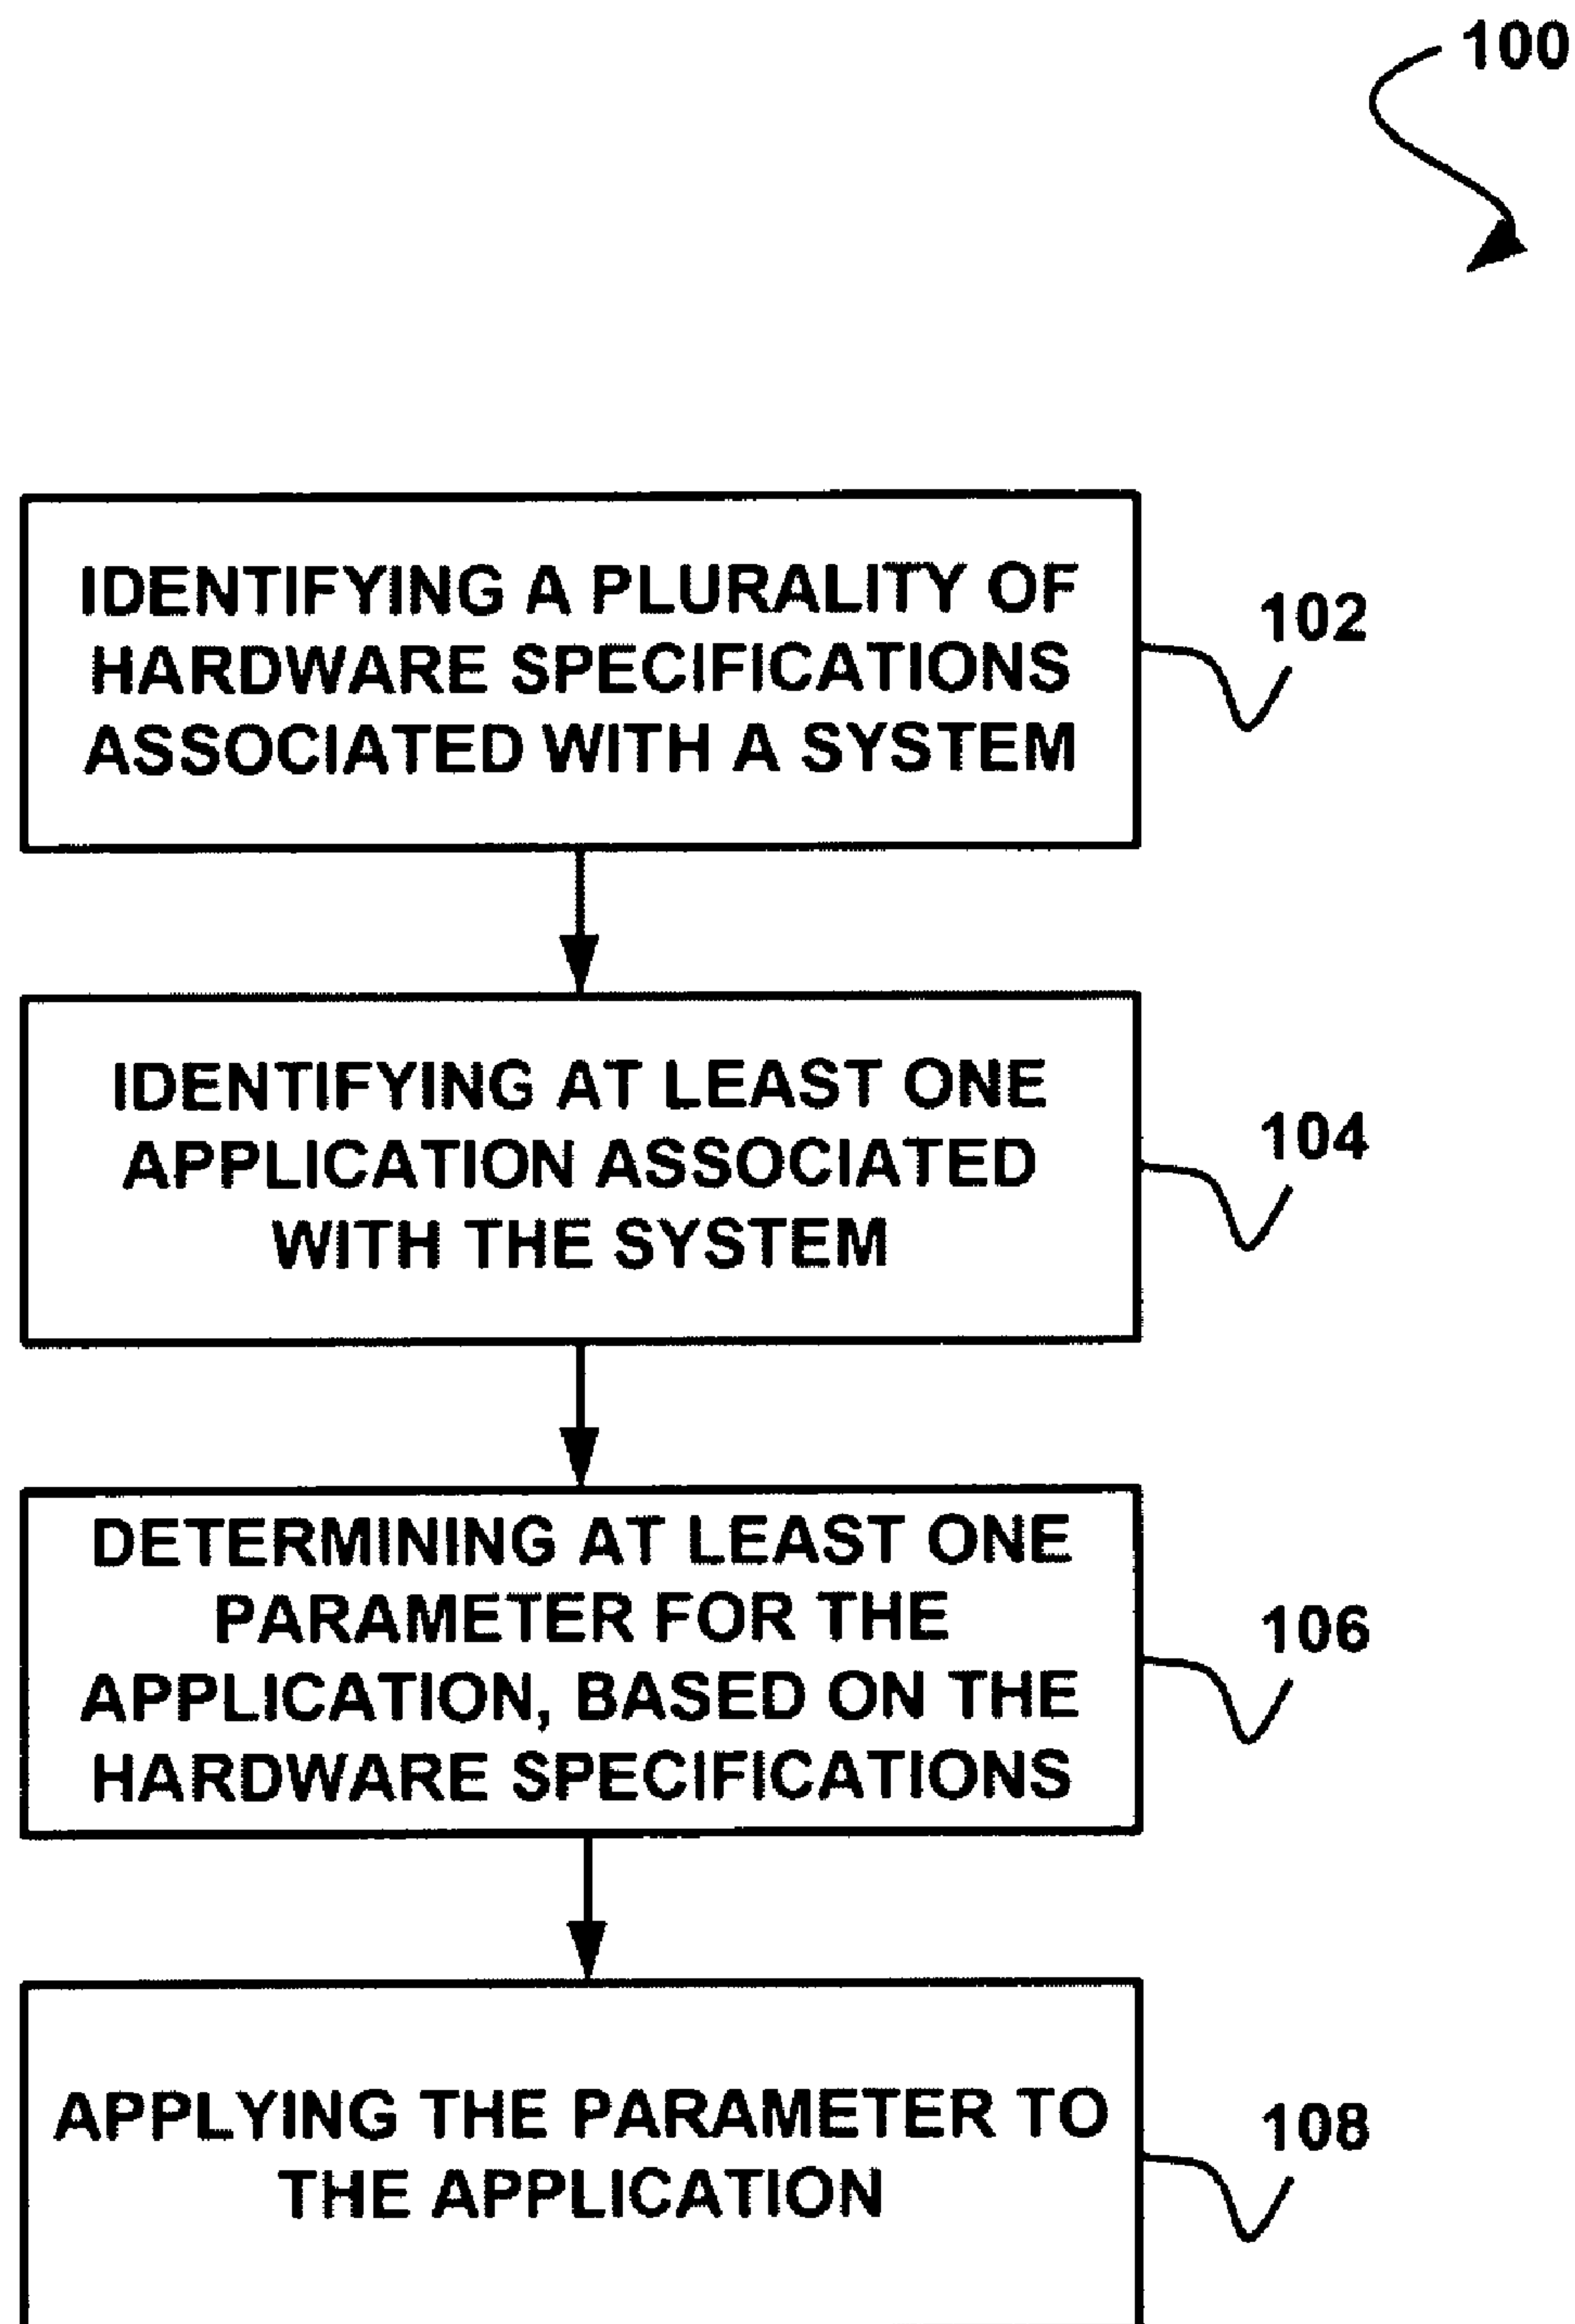 100
IDENTIFYING A PLURALITY OF
HARDWARE SPECIFICATIONS
ASSOCIATED WITH A SYSTEM
102
IDENTIFYING AT LEAST ONE
APPLICATION ASSOCIATED
WITH THE SYSTEM
104
DETERMINING AT LEAST ONE
PARAMETER FOR THE
APPLICATION, BASED ON THE
HARDWARE SPECIFICATIONS
106
APPLYING THE PARAMETER TO
THE APPLICATION
108